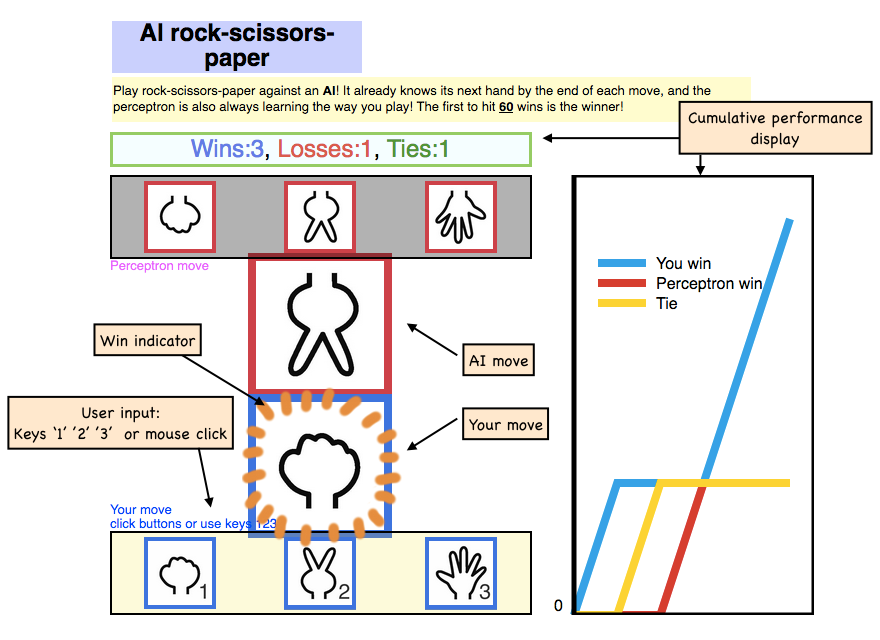 AI rock-scissors-
paper
Play rock-scissors-paper against an AI! It already knows its next hand by the end of each move, and the
perceptron is also always learning the way you play! The first to hit 60 wins is the winner!
Cumulative performance
display
Wins:3, Losses:1, Ties:1
Perceptron move
You win
Perceptron win
Tie
Win indicator
AI move
User input:
Keys ‘1’ ‘2’ ‘3’ or mouse click
Your move
Your move
click buttons or use keys 123
1
2
3
0